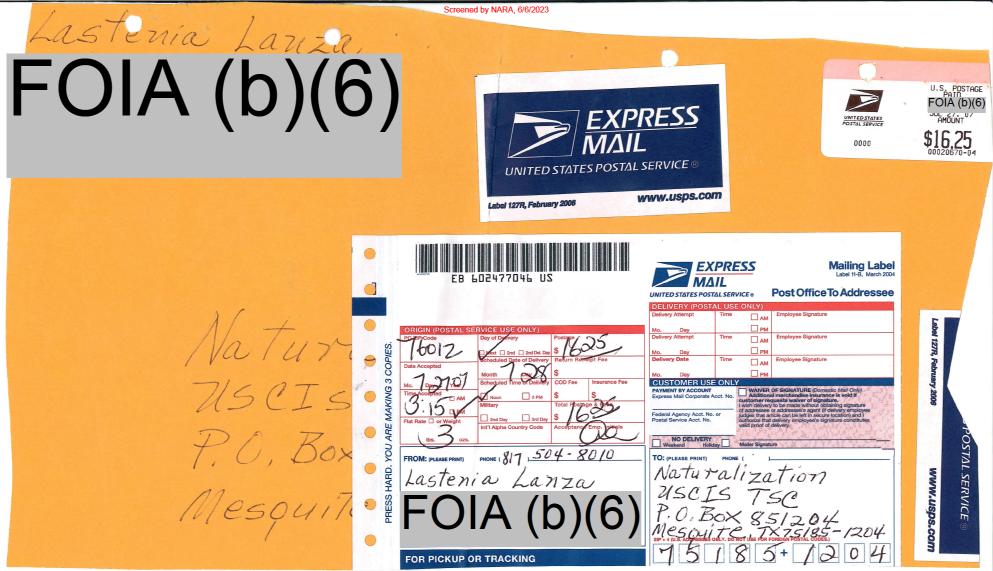 Screened by NARA, 6/6/2023
Lastenia Lanza
FOIA (b)(6)
EXPRESS
MAIL
UNITED STATES POSTAL SERVICE ®
Label 127R, February 2006
www.usps.com
UNITED STATES
POSTAL SERVICE
0000
U.S. POSTAGE
PAID
FOIA (b)(6)
JUL 27, 07
AMOUNT
$16.25
00020670-04
Natur
USCIS
P.O. Box
Mesquite
PRESS HARD. YOU ARE MAKING 3 COPIES.
EB 602477046 US
ORIGIN (POSTAL SERVICE USE ONLY)
PO ZIP Code
76012
Day of Delivery
Next 2nd 2nd Del. Day
Postage
$ 1625
Date Accepted
Mo. Day Year
7 27 07
Scheduled Date of Delivery
Month Day
7 28
Return Receipt Fee
$
Time Accepted
3:15
AM
PM
Scheduled Time of Delivery
Noon 3 PM
COD Fee
$
Insurance Fee
$
Military
2nd Day 3rd Day
Total Postage & Fees
$ 1625
Flat Rate or Weight
3
lbs. ozs.
Int'l Alpha Country Code
Acceptance Emp. Initials
FROM: (PLEASE PRINT) PHONE ( 817 ) 504-8010
Lastenia Lanza
FOIA (b)(6)
FOR PICKUP OR TRACKING
EXPRESS
MAIL
UNITED STATES POSTAL SERVICE ®
Mailing Label
Label 11-B, March 2004
Post Office To Addressee
DELIVERY (POSTAL USE ONLY)
Delivery Attempt Time AM Employee Signature
Mo. Day PM
Delivery Attempt Time AM Employee Signature
Mo. Day PM
Delivery Date Time AM Employee Signature
Mo. Day PM
CUSTOMER USE ONLY
PAYMENT BY ACCOUNT
Express Mail Corporate Acct. No.
Federal Agency Acct. No. or
Postal Service Acct. No.
WAIVER OF SIGNATURE (Domestic Mail Only)
Additional merchandise insurance is void if
customer requests waiver of signature.
I wish delivery to be made without obtaining signature
of addressee or addressee's agent (if delivery employee
judges that article can be left in secure location) and I
authorize that delivery employee's signature constitutes
valid proof of delivery.
NO DELIVERY
Weekend Holiday Mailer Signature
TO: (PLEASE PRINT) PHONE ( )
Naturalization
USCIS TSC
P.O. Box 851204
Mesquite TX 75185-1204
ZIP + 4 (U.S. ADDRESSES ONLY. DO NOT USE FOR FOREIGN POSTAL CODES.)
7 5 1 8 5 + 1 2 0 4
Label 127R, February 2006
POSTAL SERVICE ®
www.usps.com